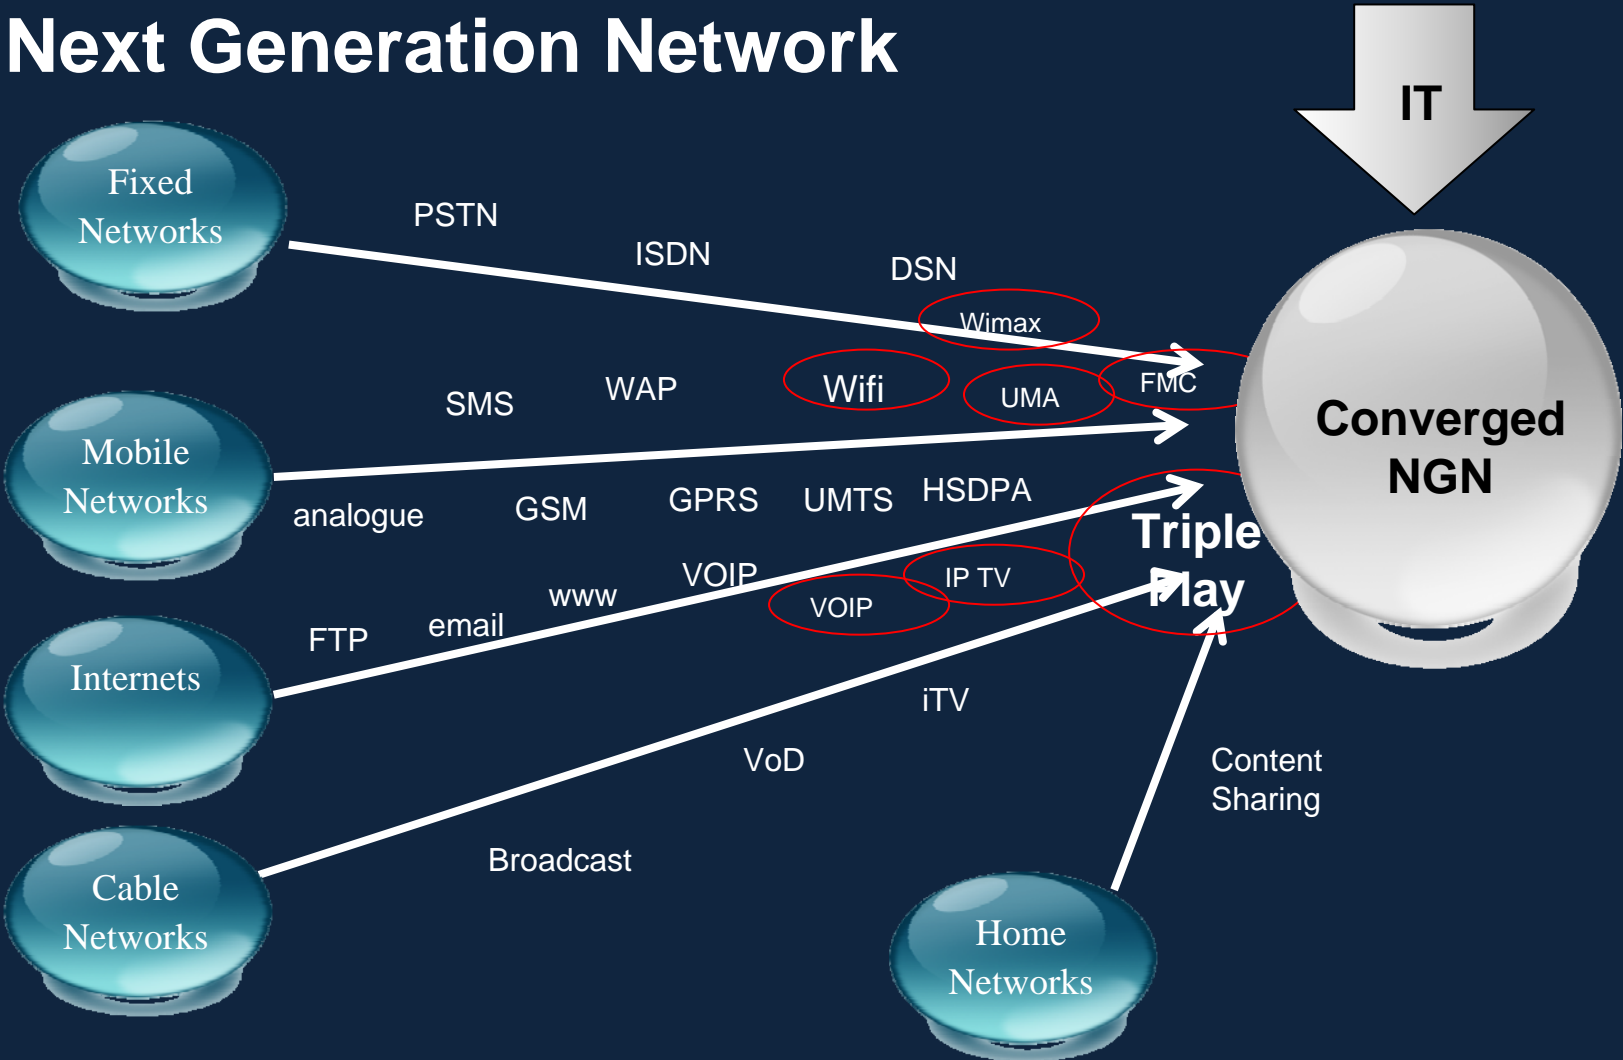 Next Generation Network
IT
Fixed
Networks
PSTN
ISDN
DSN
Wimax
FMC
SMS
WAP
Wifi
UMA
Converged
NGN
Mobile
Networks
analogue
GSM
GPRS
UMTS
HSDPA
Triple
Play
VOIP
IP TV
VOIP
www
email
FTP
Internets
iTV
VoD
Content
Sharing
Broadcast
Cable
Networks
Home
Networks